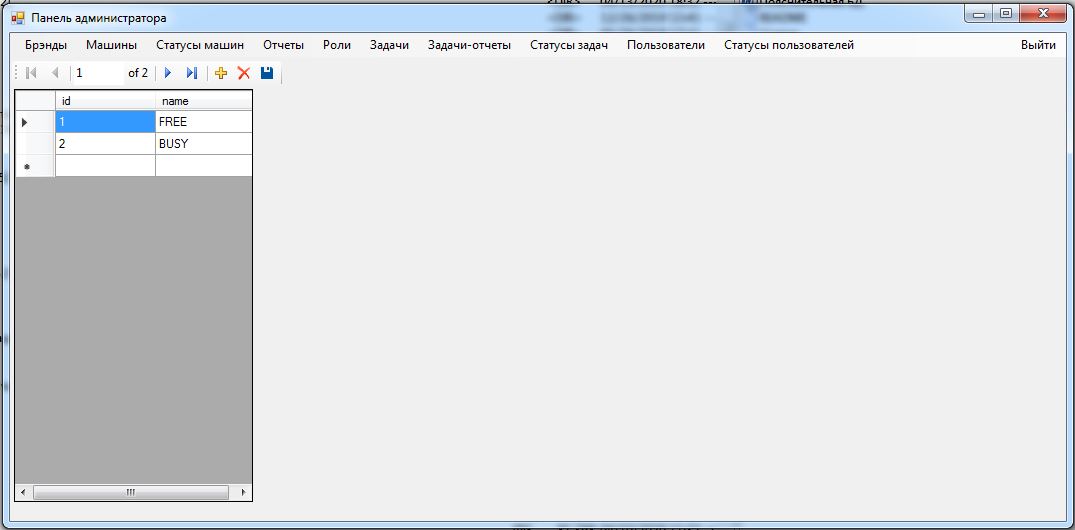 Панель администратора
Брэнды Машины Статусы машин Отчеты Роли Задачи Задачи-отчеты Статусы задач Пользователи Статусы пользователей Выйти
1 of 2
id name
1 FREE
2 BUSY